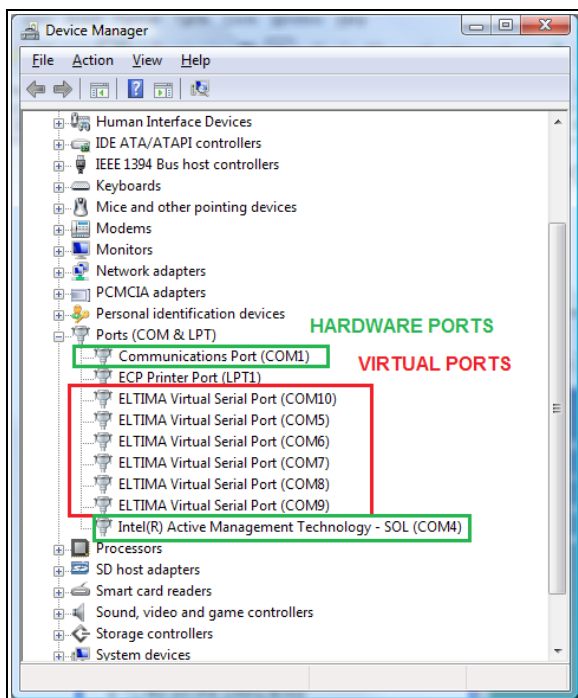 Device Manager
File Action View Help
Human Interface Devices
IDE ATA/ATAPI controllers
IEEE 1394 Bus host controllers
Keyboards
Mice and other pointing devices
Modems
Monitors
Network adapters
PCMCIA adapters
Personal identification devices
HARDWARE PORTS
Ports (COM & LPT)
Communications Port (COM1)
VIRTUAL PORTS
ECP Printer Port (LPT1)
ELTIMA Virtual Serial Port (COM10)
ELTIMA Virtual Serial Port (COM5)
ELTIMA Virtual Serial Port (COM6)
ELTIMA Virtual Serial Port (COM7)
ELTIMA Virtual Serial Port (COM8)
ELTIMA Virtual Serial Port (COM9)
Intel(R) Active Management Technology - SOL (COM4)
Processors
SD host adapters
Smart card readers
Sound, video and game controllers
Storage controllers
System devices